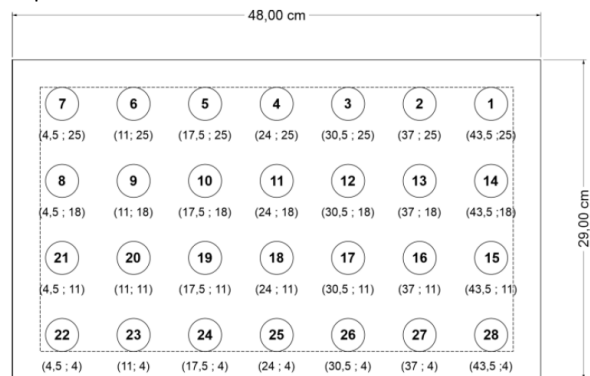 48,00 cm
7 6 5 4 3 2 1
(4,5 ; 25) (11; 25) (17,5 ; 25) (24 ; 25) (30,5 ; 25) (37 ; 25) (43,5 ;25)
8 9 10 11 12 13 14
(4,5 ; 18) (11; 18) (17,5 ; 18) (24 ; 18) (30,5 ; 18) (37 ; 18) (43,5 ;18)
29,00 cm
21 20 19 18 17 16 15
(4,5 ; 11) (11; 11) (17,5 ; 11) (24 ; 11) (30,5 ; 11) (37 ; 11) (43,5 ; 11)
22 23 24 25 26 27 28
(4,5 ; 4) (11; 4) (17,5 ; 4) (24 ; 4) (30,5 ; 4) (37 ; 4) (43,5 ;4)